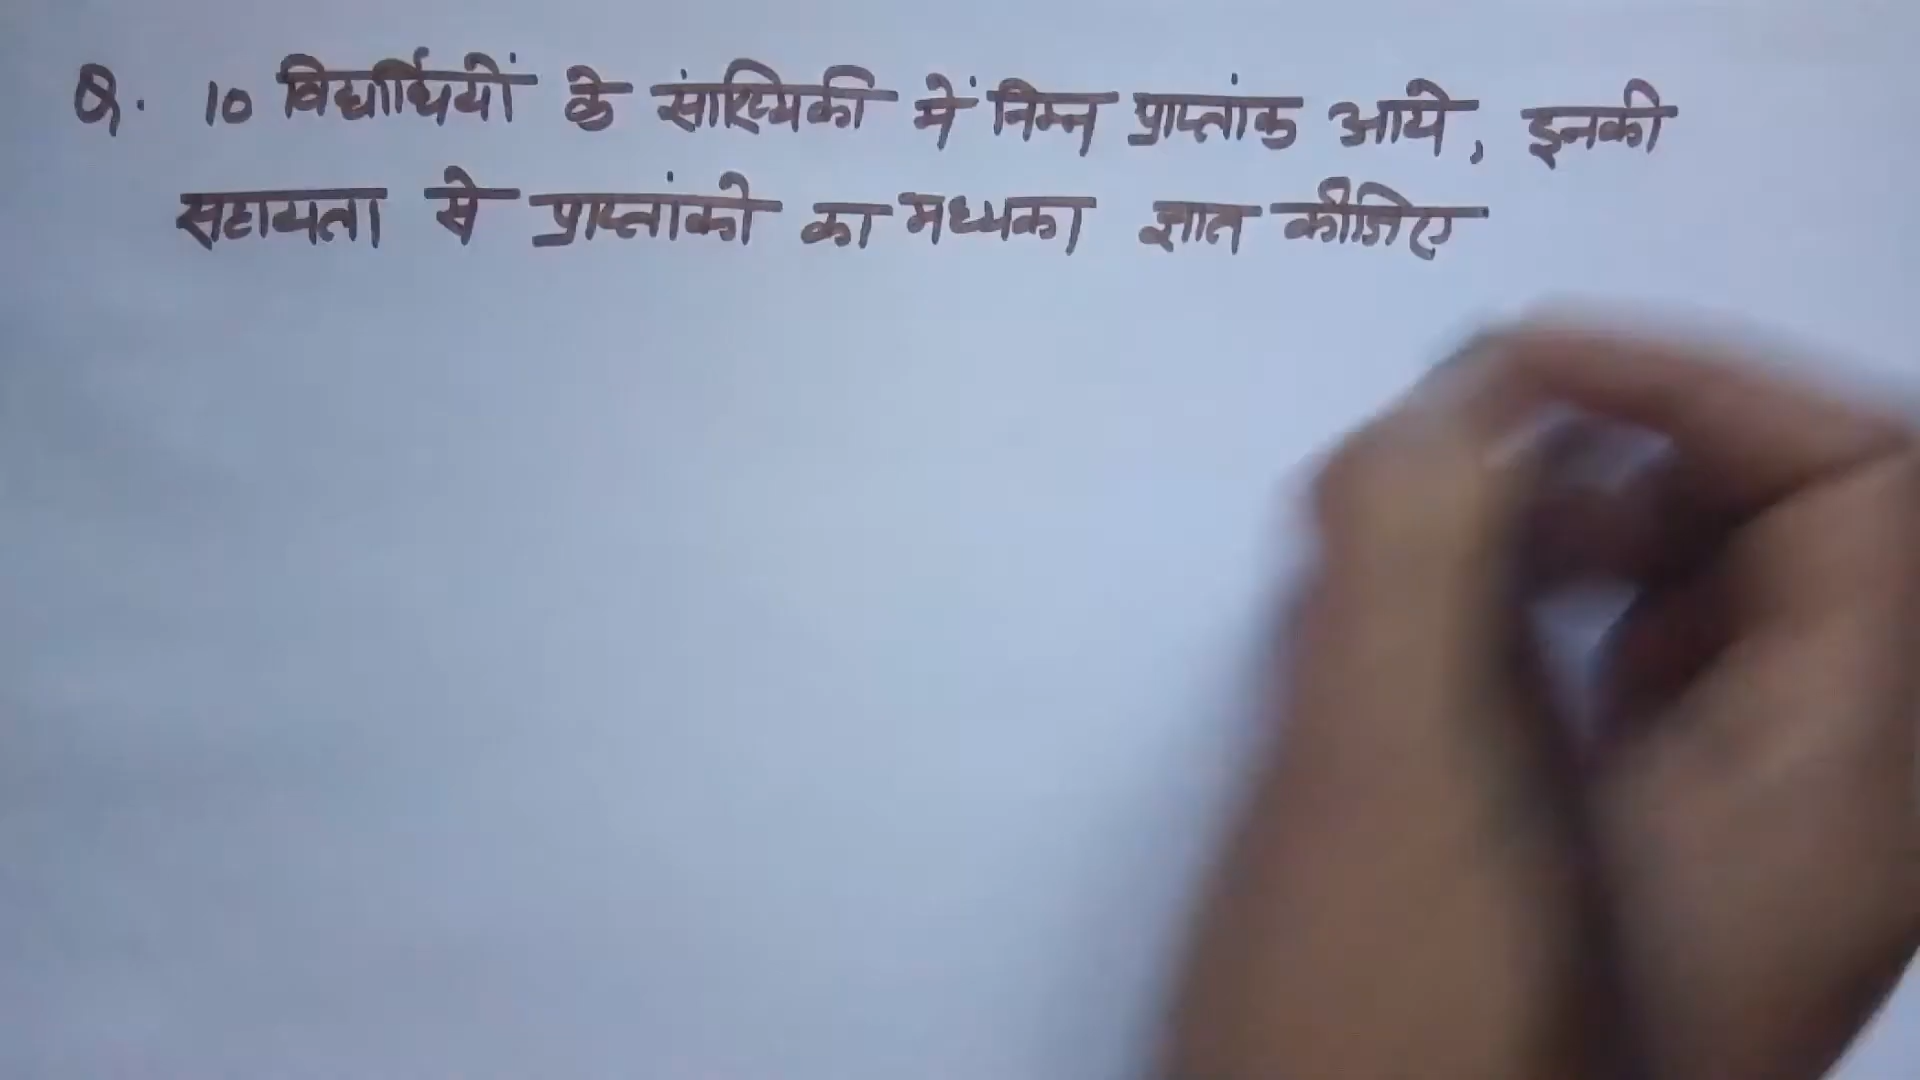 Q. 10 विद्यार्थियों के सांख्यिकी में निम्न प्राप्तांक आये, इनकी
सहायता से प्राप्तांको का मध्यका ज्ञात कीजिए